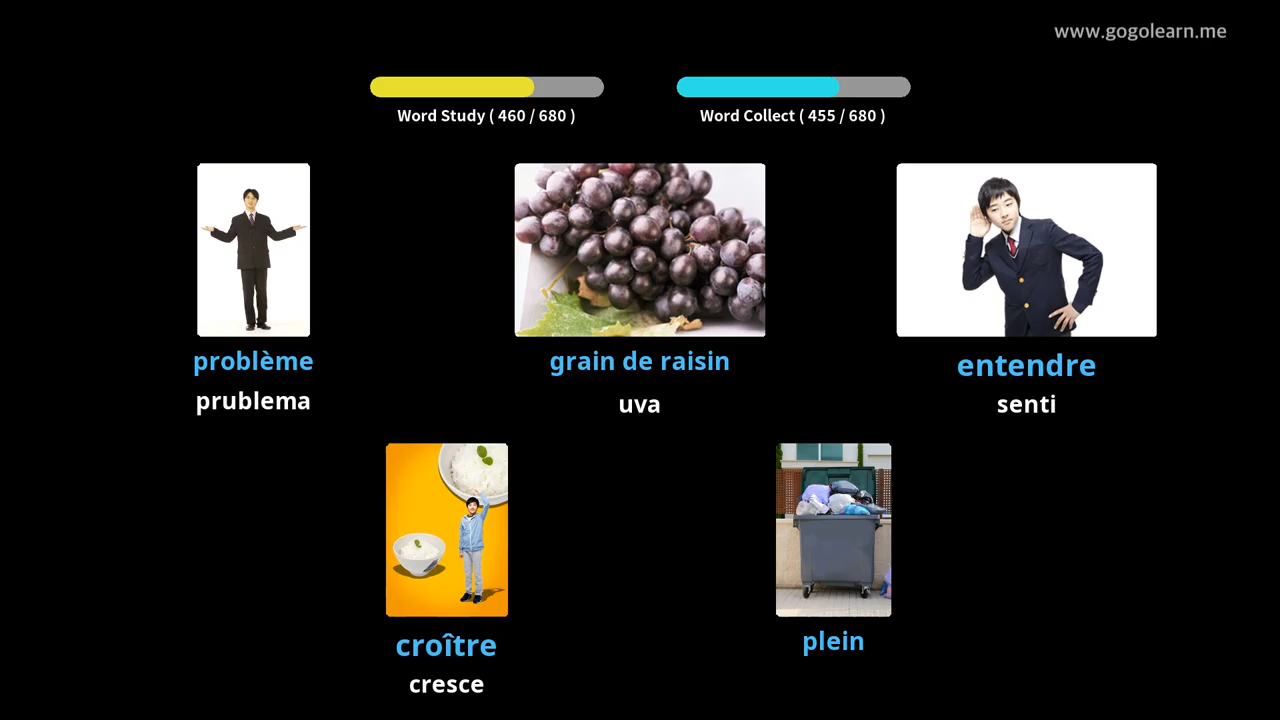 www.gogolearn.me
Word Study ( 460 / 680 )
Word Collect ( 455 / 680 )
problème
prublema
grain de raisin
uva
entendre
senti
croître
cresce
plein